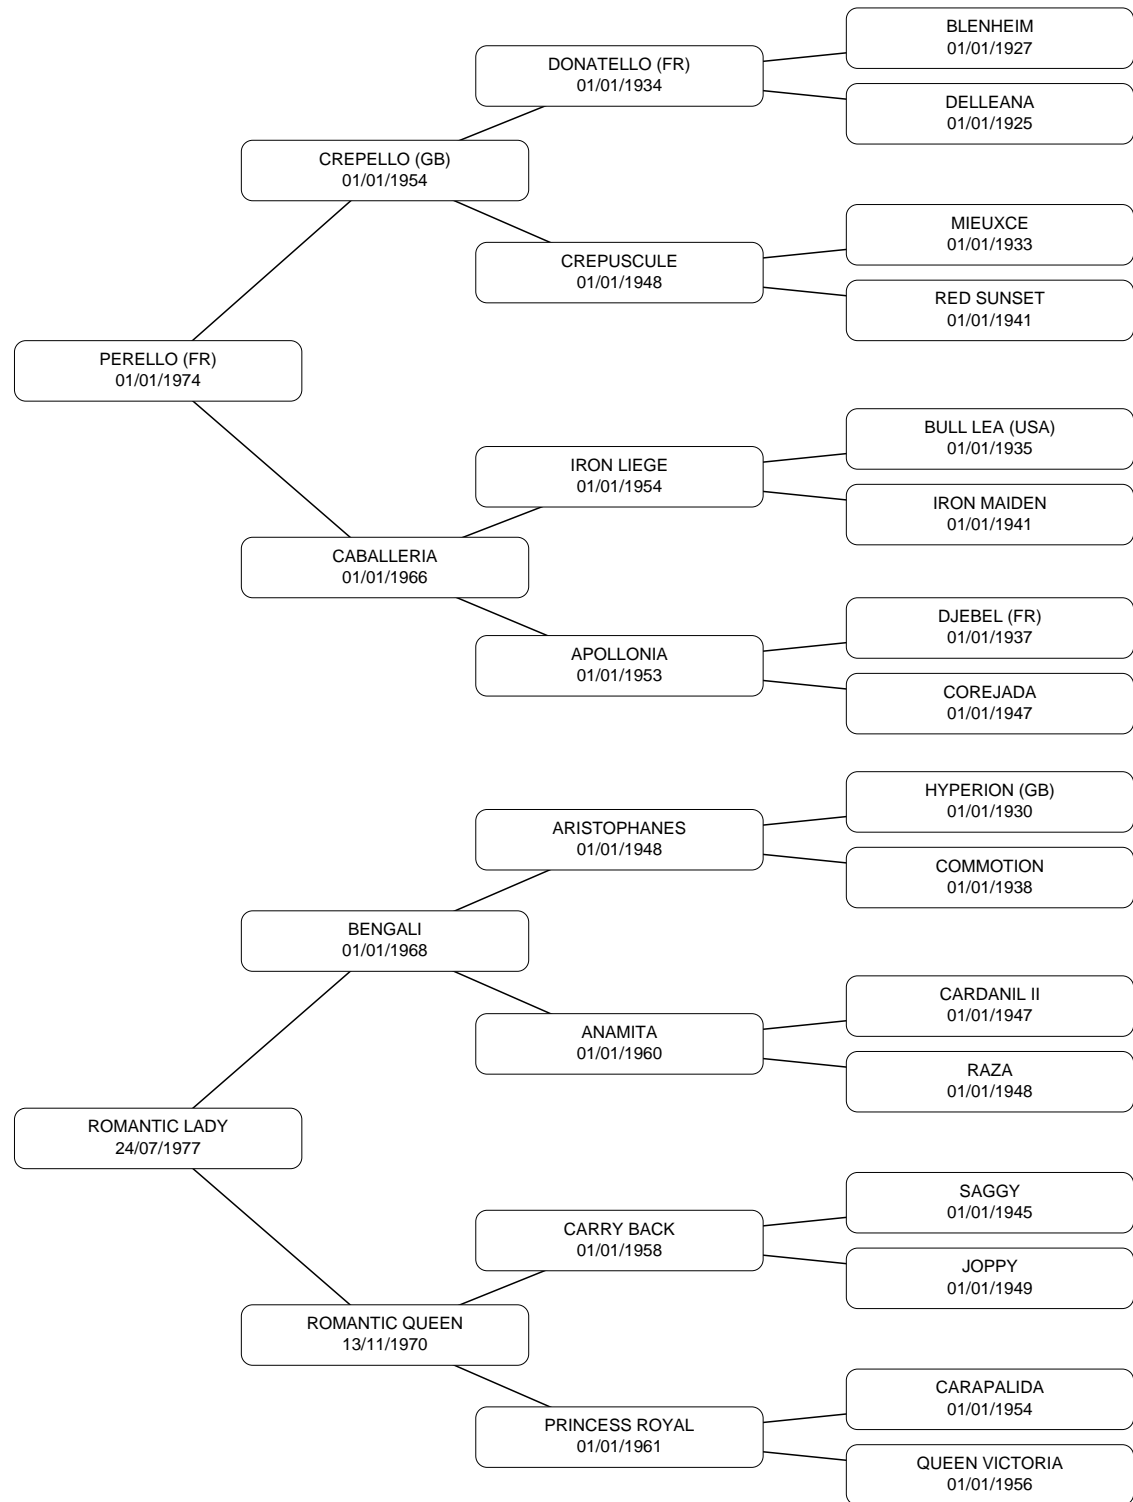 BLENHEIM
01/01/1927
DONATELLO (FR)
01/01/1934
DELLEANA
01/01/1925
CREPELLO (GB)
01/01/1954
MIEUXCE
01/01/1933
CREPUSCULE
01/01/1948
RED SUNSET
01/01/1941
PERELLO (FR)
01/01/1974
BULL LEA (USA)
01/01/1935
IRON LIEGE
01/01/1954
IRON MAIDEN
01/01/1941
CABALLERIA
01/01/1966
DJEBEL (FR)
01/01/1937
APOLLONIA
01/01/1953
COREJADA
01/01/1947
HYPERION (GB)
01/01/1930
ARISTOPHANES
01/01/1948
COMMOTION
01/01/1938
BENGALI
01/01/1968
CARDANIL II
01/01/1947
ANAMITA
01/01/1960
RAZA
01/01/1948
ROMANTIC LADY
24/07/1977
SAGGY
01/01/1945
CARRY BACK
01/01/1958
JOPPY
01/01/1949
ROMANTIC QUEEN
13/11/1970
CARAPALIDA
01/01/1954
PRINCESS ROYAL
01/01/1961
QUEEN VICTORIA
01/01/1956